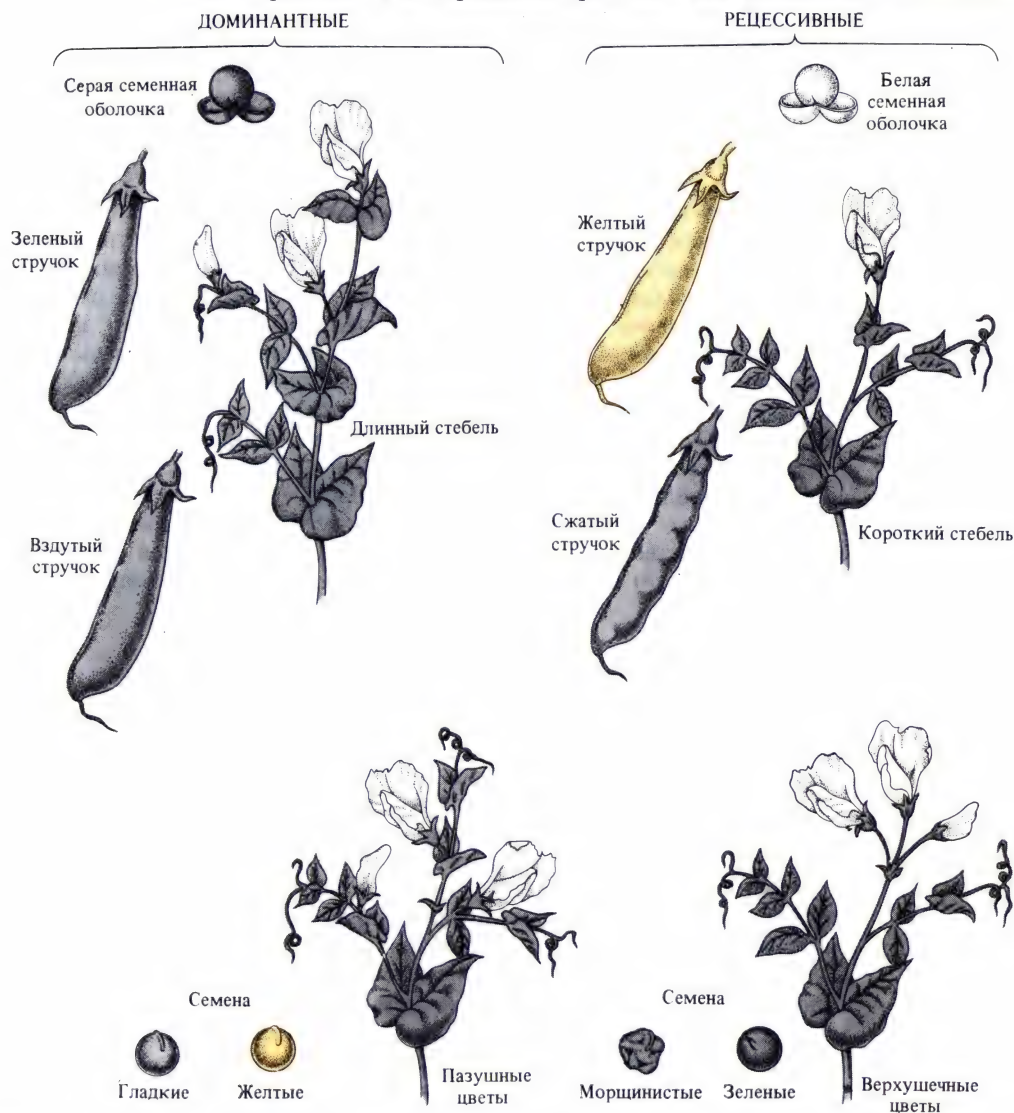 ДОМИНАНТНЫЕ
Серая семенная
оболочка
Зеленый
стручок
Длинный стебель
Вздутый
стручок
РЕЦЕССИВНЫЕ
Белая
семенная
оболочка
Желтый
стручок
Сжатый
стручок
Короткий стебель
Семена
Гладкие
Желтые
Пазушные
цветы
Семена
Морщинистые
Зеленые
Верхушечные
цветы